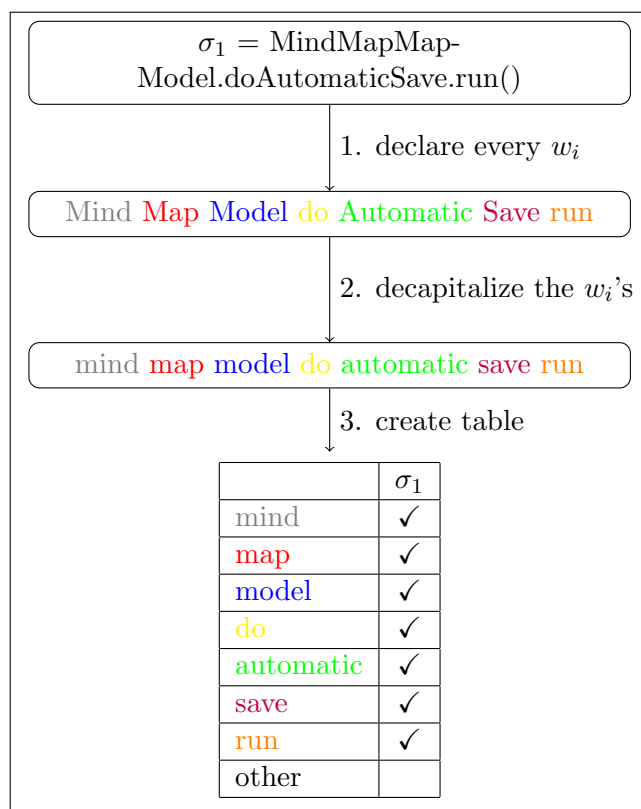 σ₁ = MindMapMap-
Model.doAutomaticSave.run()
1. declare every wᵢ
Mind Map Model do Automatic Save run
2. decapitalize the wᵢ's
mind map model do automatic save run
3. create table
σ₁
mind ✓
map ✓
model ✓
do ✓
automatic ✓
save ✓
run ✓
other